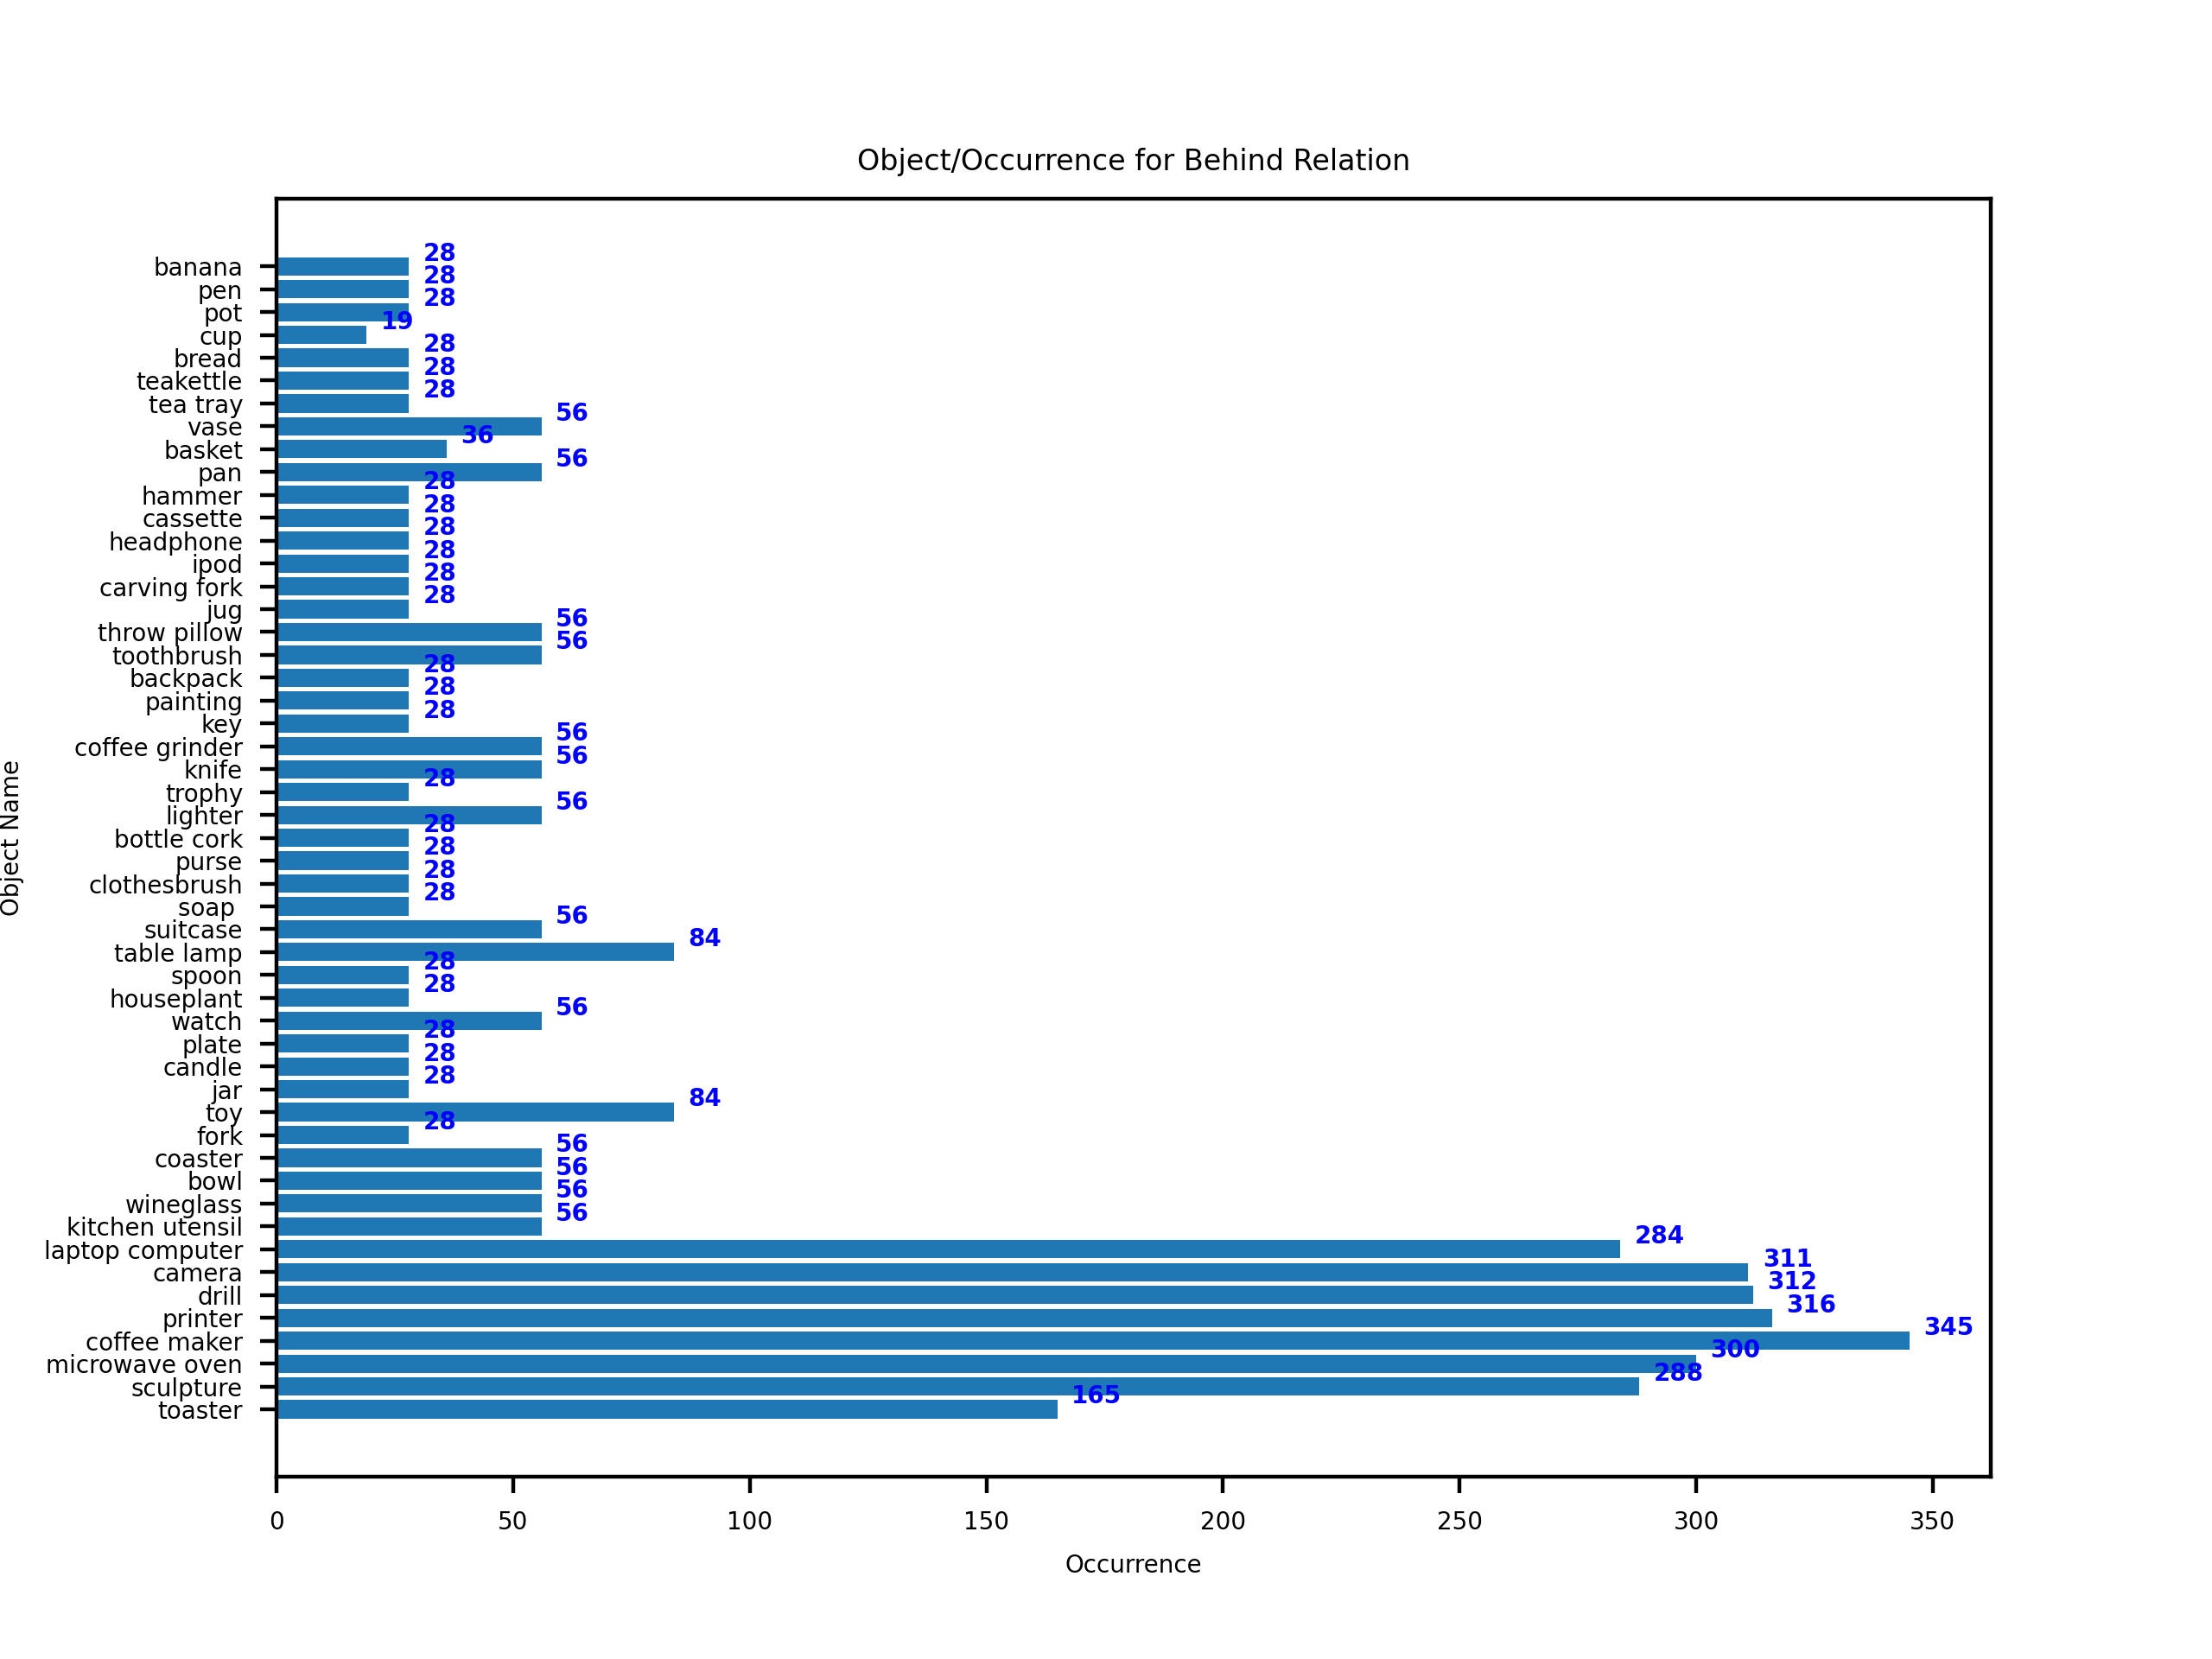 Object/Occurrence for Behind Relation
Object Name
banana 28
pen 28
pot 28
cup 19
bread 28
teakettle 28
tea tray 28
vase 56
basket 36
pan 56
hammer 28
cassette 28
headphone 28
ipod 28
carving fork 28
jug 28
throw pillow 56
toothbrush 56
backpack 28
painting 28
key 28
coffee grinder 56
knife 56
trophy 28
lighter 56
bottle cork 28
purse 28
clothesbrush 28
soap 28
suitcase 56
table lamp 84
spoon 28
houseplant 28
watch 56
plate 28
candle 28
jar 28
toy 84
fork 28
coaster 56
bowl 56
wineglass 56
kitchen utensil 56
laptop computer 284
camera 311
drill 312
printer 316
coffee maker 345
microwave oven 300
sculpture 288
toaster 165
0 50 100 150 200 250 300 350
Occurrence